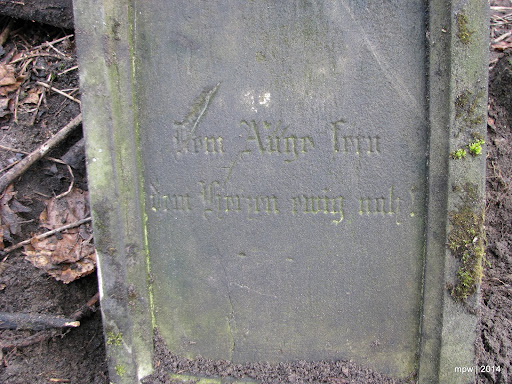 Dem Auge fern
dem Herzen ewig nah!
mpw | 2014